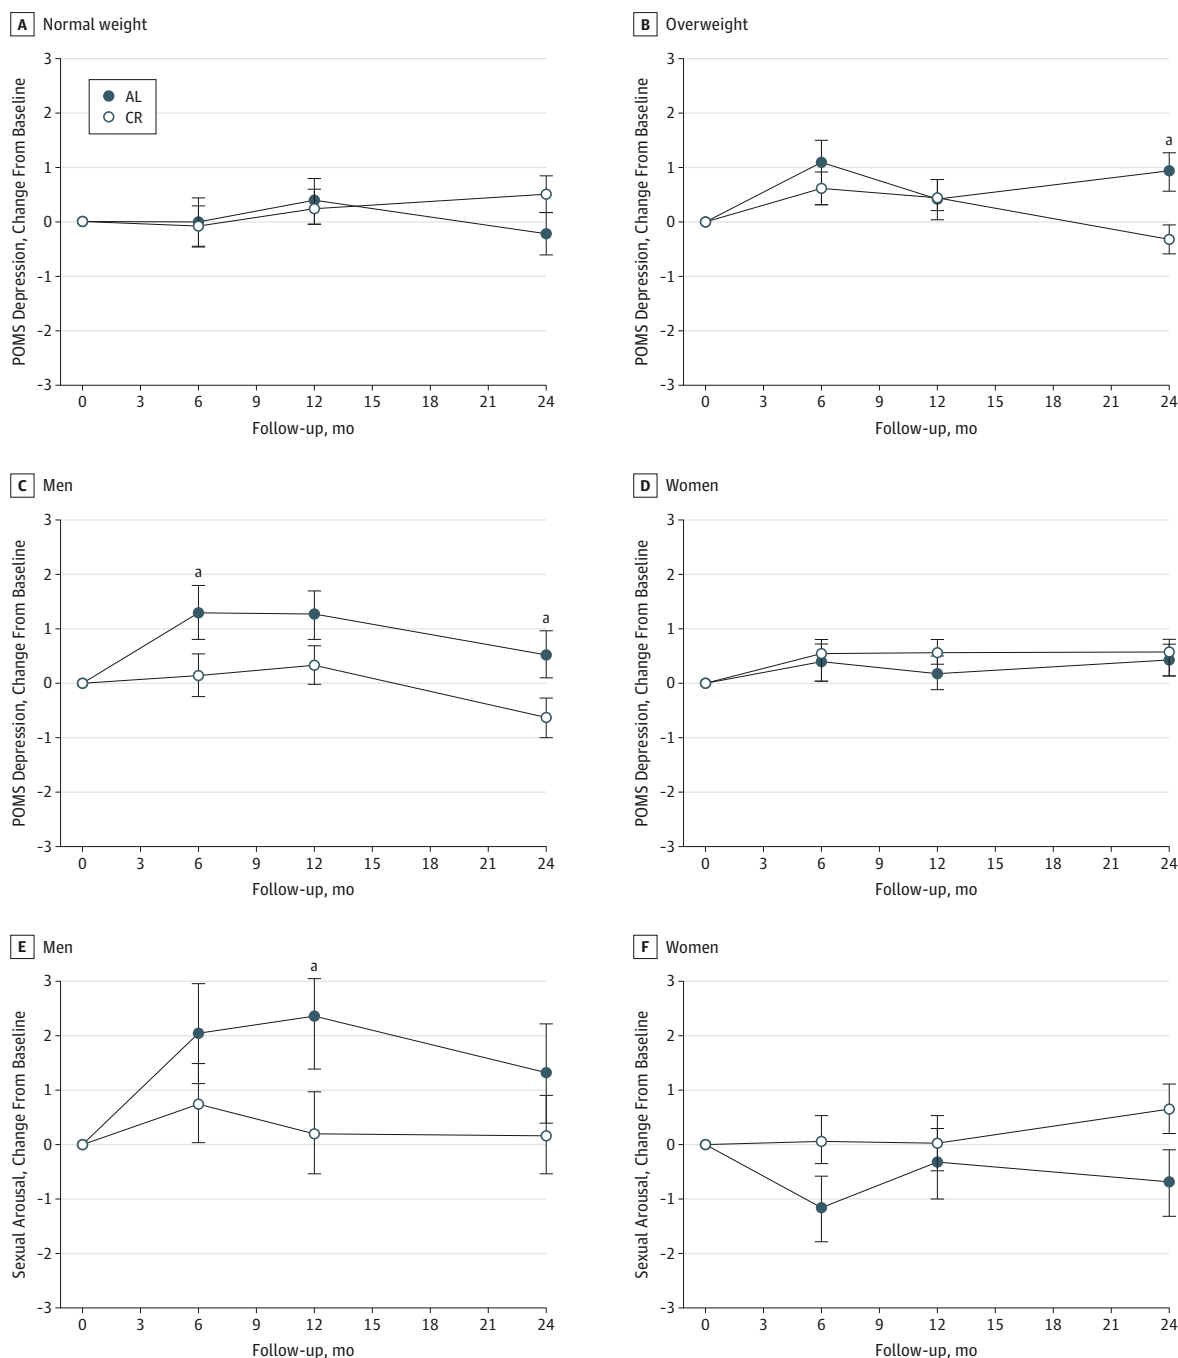 A Normal weight
POMS Depression, Change From Baseline
3
2
1
0
-1
-2
-3
AL
CR
0 3 6 9 12 15 18 21 24
Follow-up, mo
B Overweight
POMS Depression, Change From Baseline
3
2
1
0
-1
-2
-3
a
0 3 6 9 12 15 18 21 24
Follow-up, mo
C Men
POMS Depression, Change From Baseline
3
2
1
0
-1
-2
-3
a
a
0 3 6 9 12 15 18 21 24
Follow-up, mo
D Women
POMS Depression, Change From Baseline
3
2
1
0
-1
-2
-3
0 3 6 9 12 15 18 21 24
Follow-up, mo
E Men
Sexual Arousal, Change From Baseline
3
2
1
0
-1
-2
-3
a
0 3 6 9 12 15 18 21 24
Follow-up, mo
F Women
Sexual Arousal, Change From Baseline
3
2
1
0
-1
-2
-3
0 3 6 9 12 15 18 21 24
Follow-up, mo